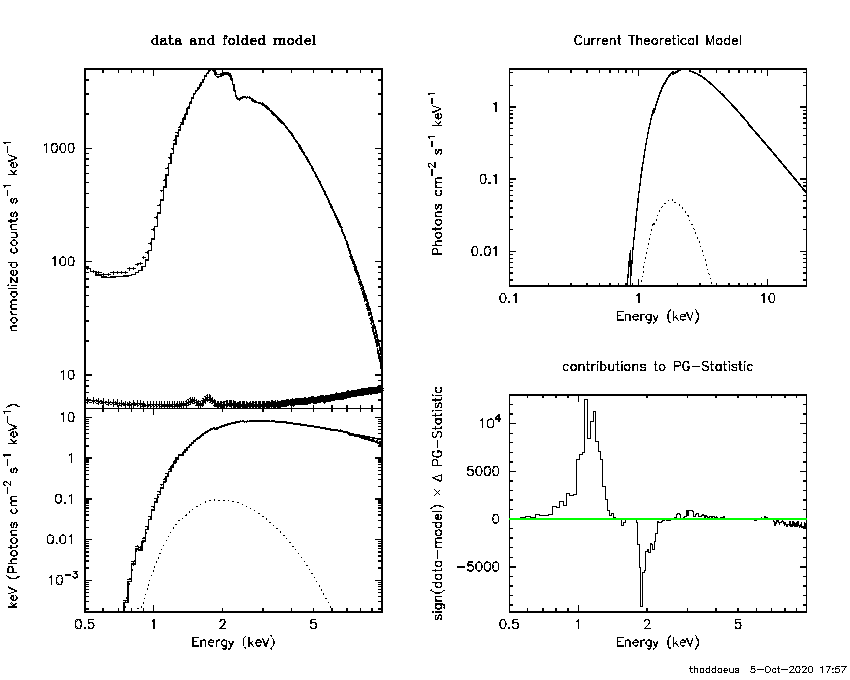 data and folded model
normalized counts s⁻¹ keV⁻¹
1000
100
10
keV (Photons cm⁻² s⁻¹ keV⁻¹)
10
1
0.1
0.01
10⁻³
0.5
1
2
5
Energy (keV)
Current Theoretical Model
Photons cm⁻² s⁻¹ keV⁻¹
1
0.1
0.01
0.1
1
10
Energy (keV)
contributions to PG-Statistic
sign(data-model) × Δ PG-Statistic
10⁴
5000
0
-5000
0.5
1
2
5
Energy (keV)
thaddaeus 5-Oct-2020 17:57